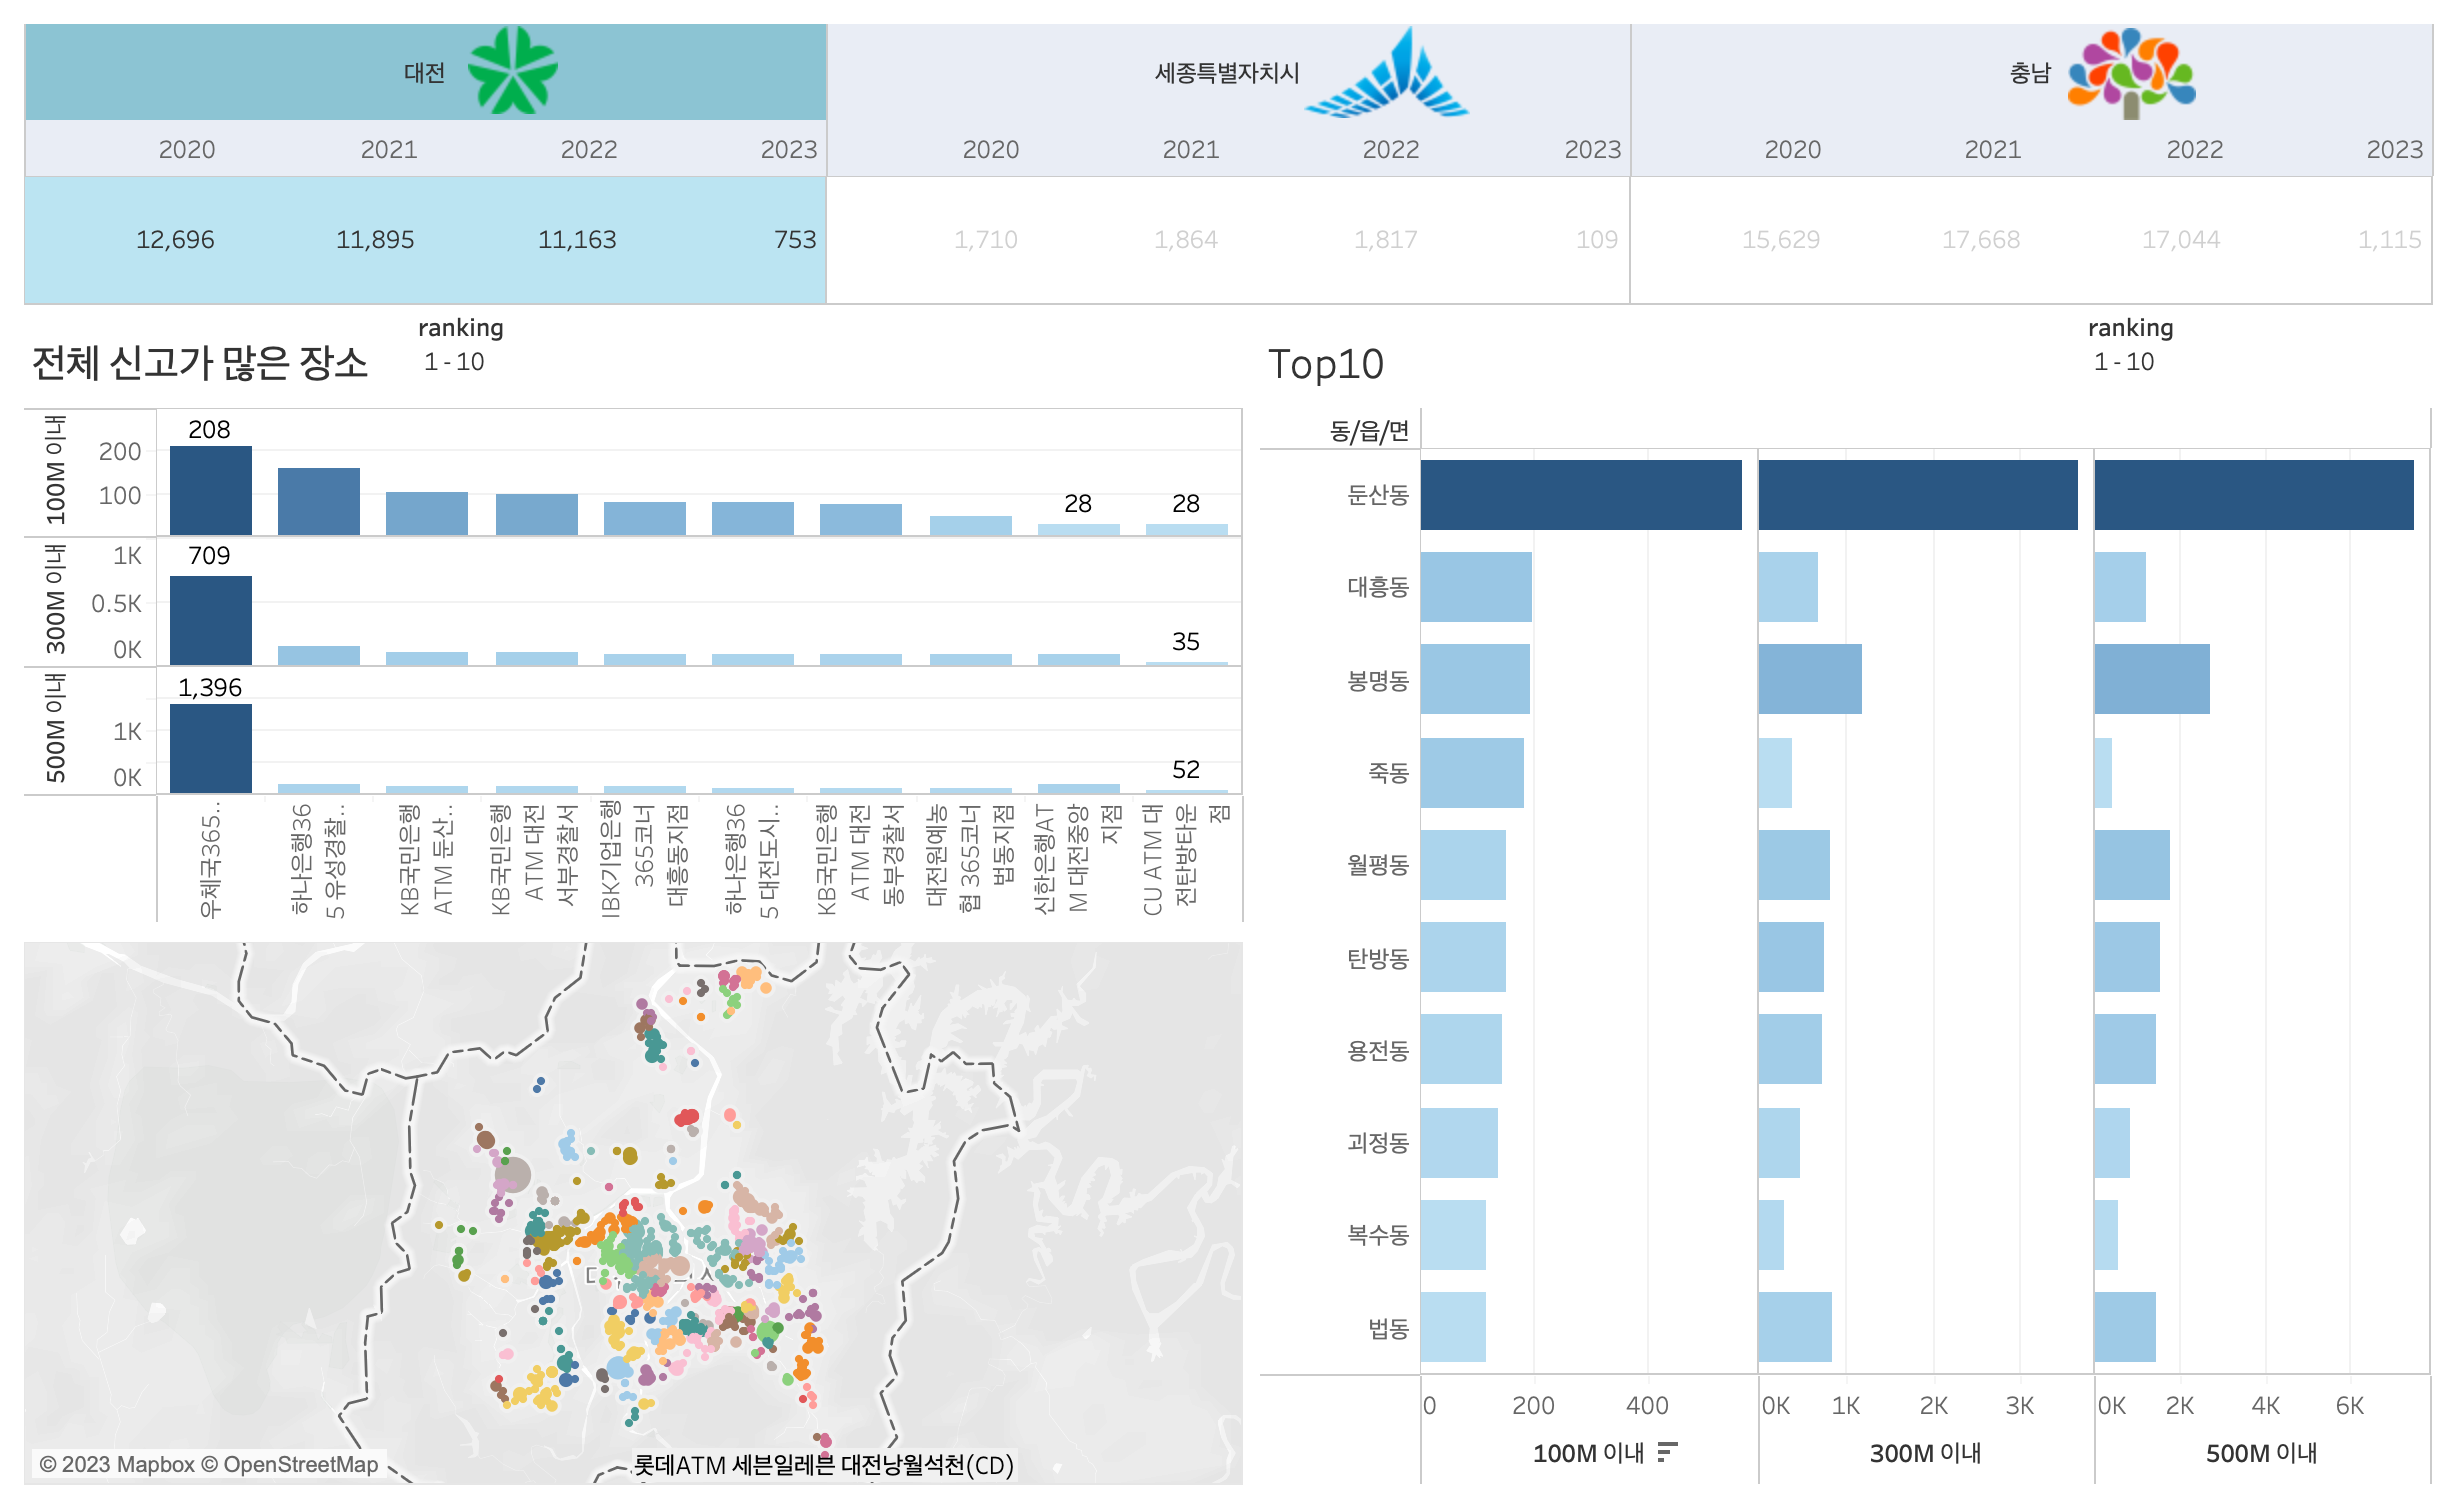 대전
세종특별자치시
충남
2020 2021 2022 2023 2020 2021 2022 2023 2020 2021 2022 2023
12,696 11,895 11,163 753 1,710 1,864 1,817 109 15,629 17,668 17,044 1,115
전체 신고가 많은 장소
ranking
1 - 10
100M 이내
200
100
208
28
28
300M 이내
1K
0.5K
0K
709
35
500M 이내
1K
0K
1,396
52
우체국365..
하나은행36
5 유성경찰..
KB국민은행
ATM 둔산..
KB국민은행
ATM 대전
서부경찰서
IBK기업은행
365코너
대흥동지점
하나은행36
5 대전도시..
KB국민은행
ATM 대전
동부경찰서
대전원예농
협 365코너
법동지점
신한은행AT
M 대전중앙
지점
CU ATM 대
전탄방타운
점
© 2023 Mapbox © OpenStreetMap
롯데ATM 세븐일레븐 대전낭월석천(CD)
Top10
ranking
1 - 10
동/읍/면
둔산동
대흥동
봉명동
죽동
월평동
탄방동
용전동
괴정동
복수동
법동
0 200 400 0K 1K 2K 3K 0K 2K 4K 6K
100M 이내
300M 이내
500M 이내